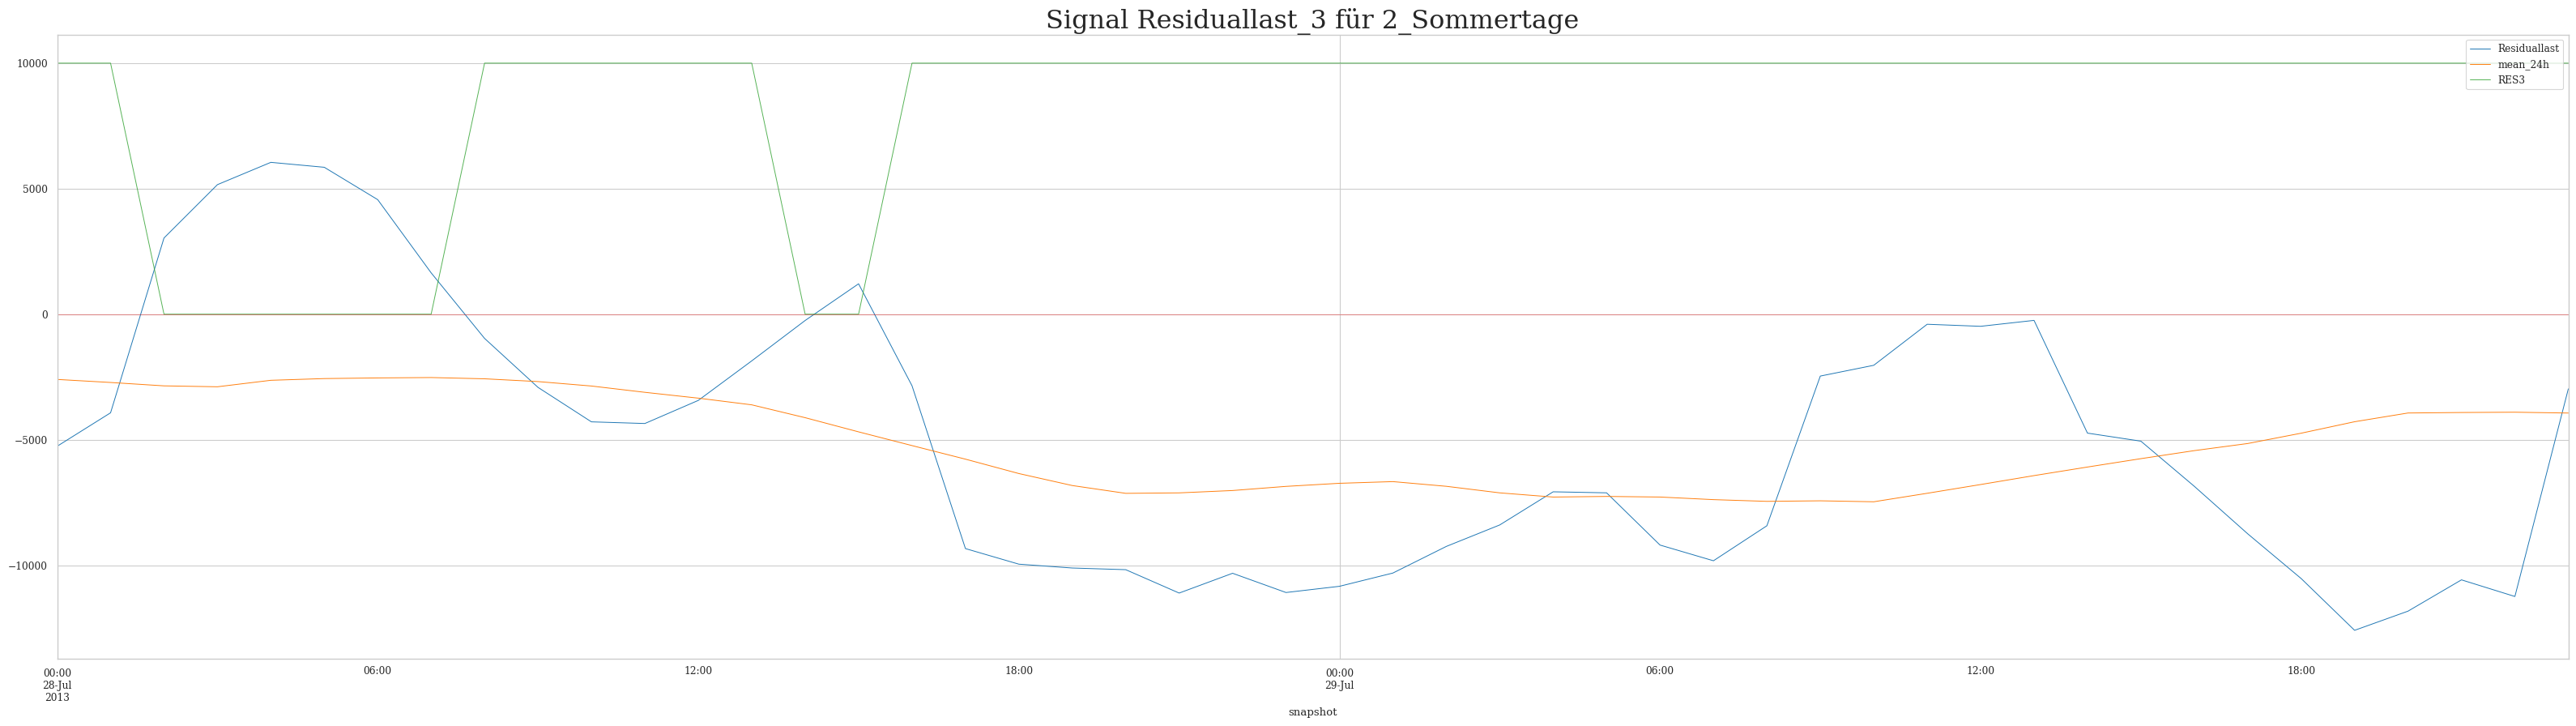 Signal Residuallast_3 für 2_Sommertage
Residuallast
mean_24h
RES3
10000
5000
0
−5000
−10000
00:00
28-Jul
2013
06:00
12:00
18:00
00:00
29-Jul
06:00
12:00
18:00
snapshot